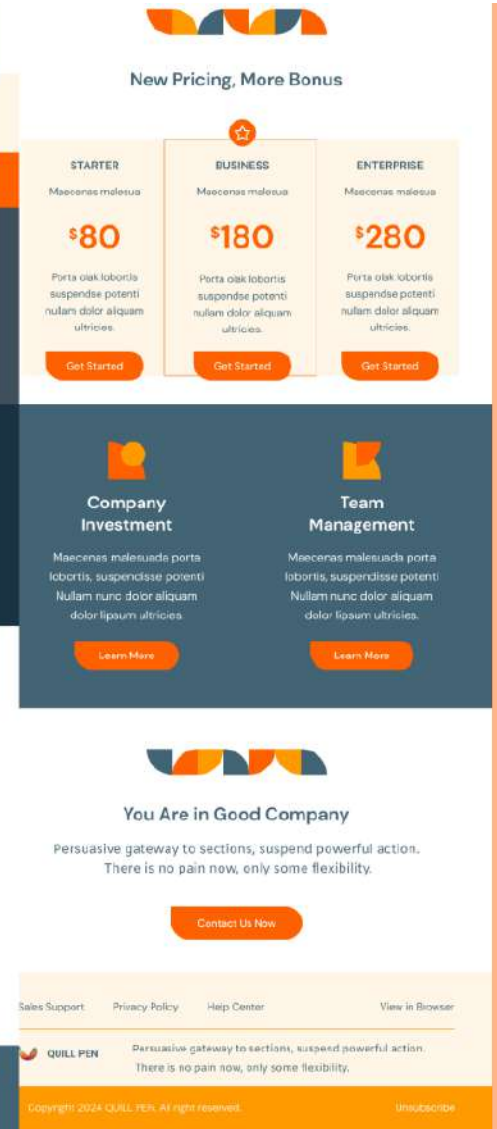 New Pricing, More Bonus
STARTER
Maecenas malesua
$80
Porta olak lobortis
suspendse potenti
nullam dolor aliquam
ultricies.
Get Started
BUSINESS
Maecenas malesua
$180
Porta olak lobortis
suspendse potenti
nullam dolor aliquam
ultricies.
Get Started
ENTERPRISE
Maecenas malesua
$280
Porta olak lobortis
suspendse potenti
nullam dolor aliquam
ultricies.
Get Started
Company
Investment
Maecenas malesuada porta
lobortis, suspendisse potenti
Nullam nunc dolor aliquam
dolor lipsum ultricies.
Learn More
Team
Management
Maecenas malesuada porta
lobortis, suspendisse potenti
Nullam nunc dolor aliquam
dolor lipsum ultricies.
Learn More
You Are in Good Company
Persuasive gateway to sections, suspend powerful action.
There is no pain now, only some flexibility.
Contact Us Now
Sales Support Privacy Policy Help Center View in Browser
QUILL PEN
Persuasive gateway to sections, suspend powerful action.
There is no pain now, only some flexibility.
Copyright 2024 QUILL PEN. All right reserved. Unsubscribe